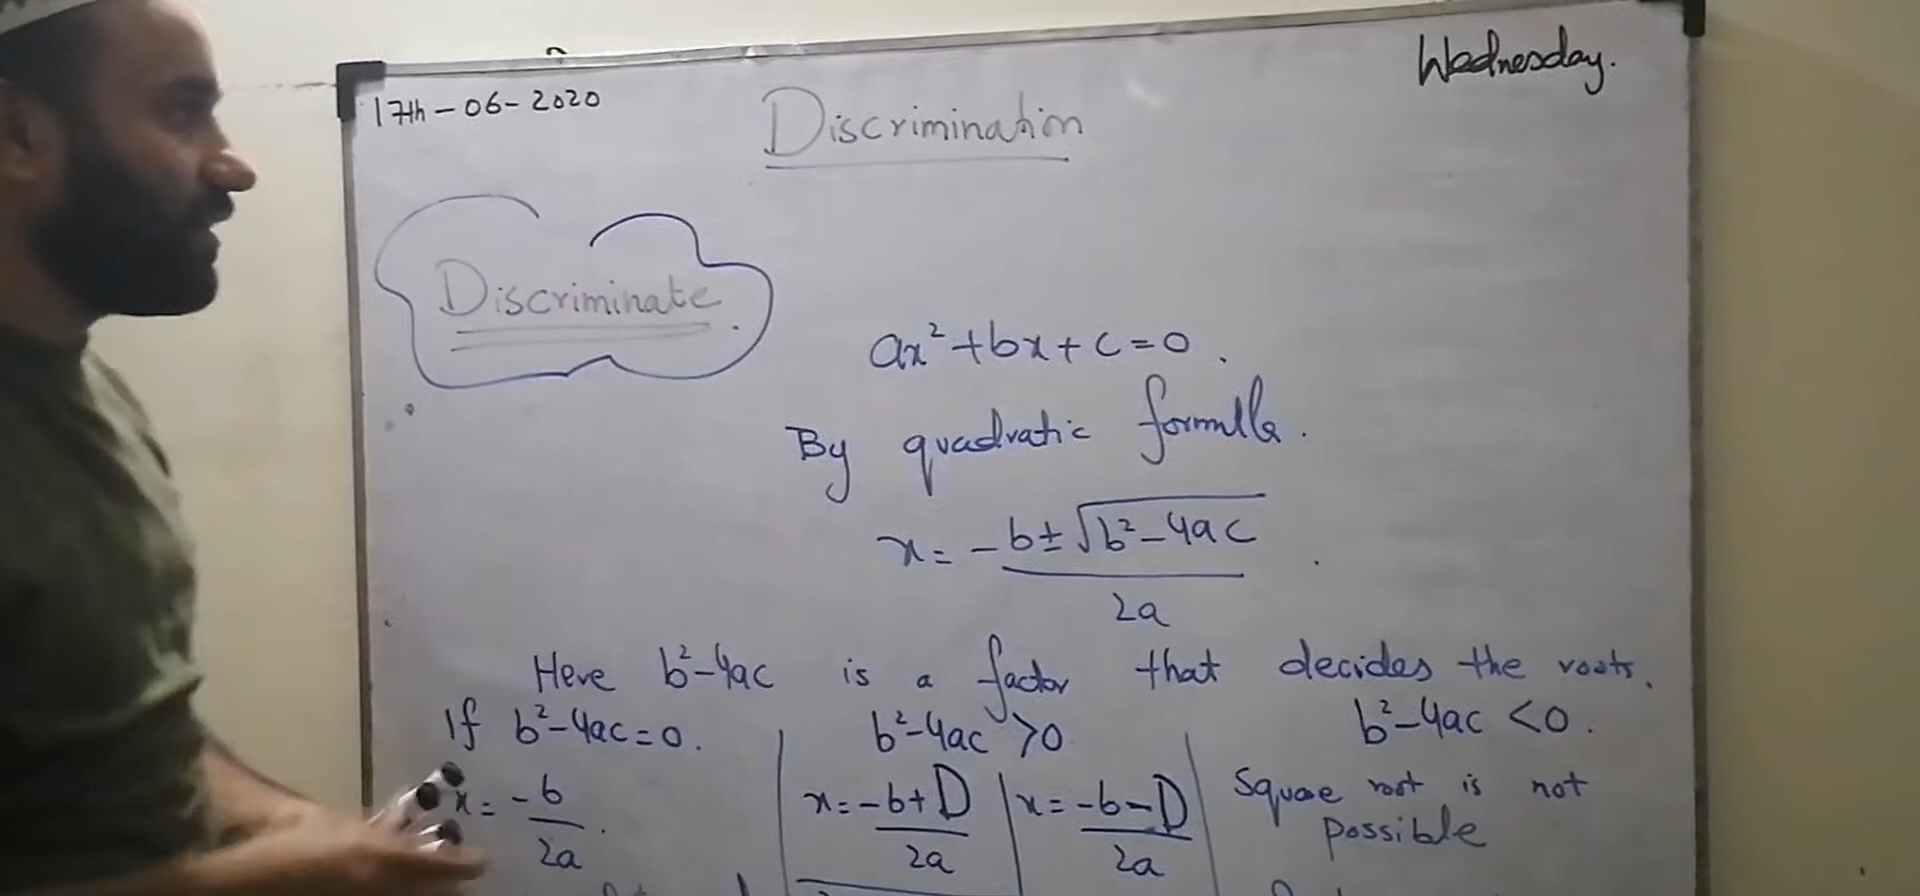 17th-06-2020
Wednesday.
Discrimination
Discriminate.
ax²+bx+c=0.
By quadratic formulla.
x=-b±√b²-4ac
2a
Here b²-4ac is a factor that decides the roots.
If b²-4ac=0.
b²-4ac>0
b²-4ac<0.
x=-b
2a
x=-b+D
2a
x=-b-D
2a
Square root is not
possible